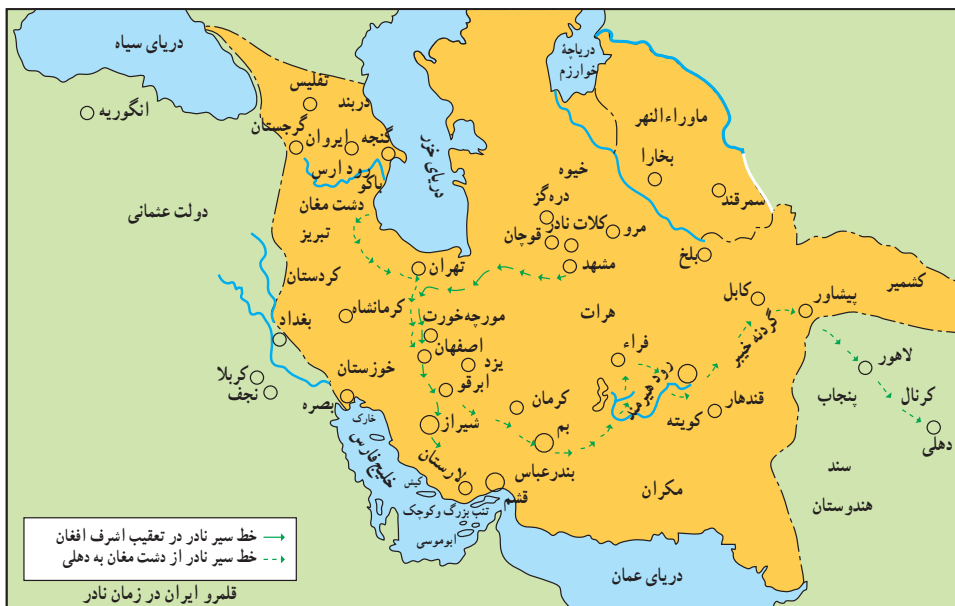 دریای سیاه
انگوریه
دولت عثمانی
تفلیس
دربند
گرجستان
ایروان
گنجه
رود ارس
باکو
دشت مغان
تبریز
کردستان
کرمانشاه
بغداد
کربلا
نجف
بصره
خوزستان
دریای خزر
دریاچهٔ
خوارزم
ماوراءالنهر
بخارا
سمرقند
خیوه
دره‌گز
کلات نادر
قوچان
مرو
مشهد
بلخ
تهران
مورچه‌خورت
اصفهان
یزد
ابرقو
شیراز
لارستان
کرمان
بم
بندرعباس
قشم
هرات
فراه
رود هیرمند
قندهار
کویته
مکران
کابل
گردنه خیبر
پیشاور
کشمیر
لاهور
پنجاب
کرنال
دهلی
سند
هندوستان
خارک
خلیج فارس
کیش
تنب بزرگ وکوچک
ابوموسی
دریای عمان
خط سیر نادر در تعقیب اشرف افغان
خط سیر نادر از دشت مغان به دهلی
قلمرو ایران در زمان نادر